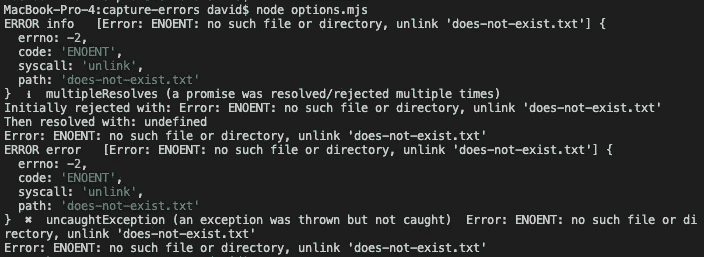 MacBook-Pro-4:capture-errors david$ node options.mjs
ERROR info   [Error: ENOENT: no such file or directory, unlink 'does-not-exist.txt'] {
  errno: -2,
  code: 'ENOENT',
  syscall: 'unlink',
  path: 'does-not-exist.txt'
}  ℹ  multipleResolves (a promise was resolved/rejected multiple times)
Initially rejected with: Error: ENOENT: no such file or directory, unlink 'does-not-exist.txt'
Then resolved with: undefined
Error: ENOENT: no such file or directory, unlink 'does-not-exist.txt'
ERROR error   [Error: ENOENT: no such file or directory, unlink 'does-not-exist.txt'] {
  errno: -2,
  code: 'ENOENT',
  syscall: 'unlink',
  path: 'does-not-exist.txt'
}  ✖  uncaughtException (an exception was thrown but not caught)  Error: ENOENT: no such file or di
rectory, unlink 'does-not-exist.txt'
Error: ENOENT: no such file or directory, unlink 'does-not-exist.txt'